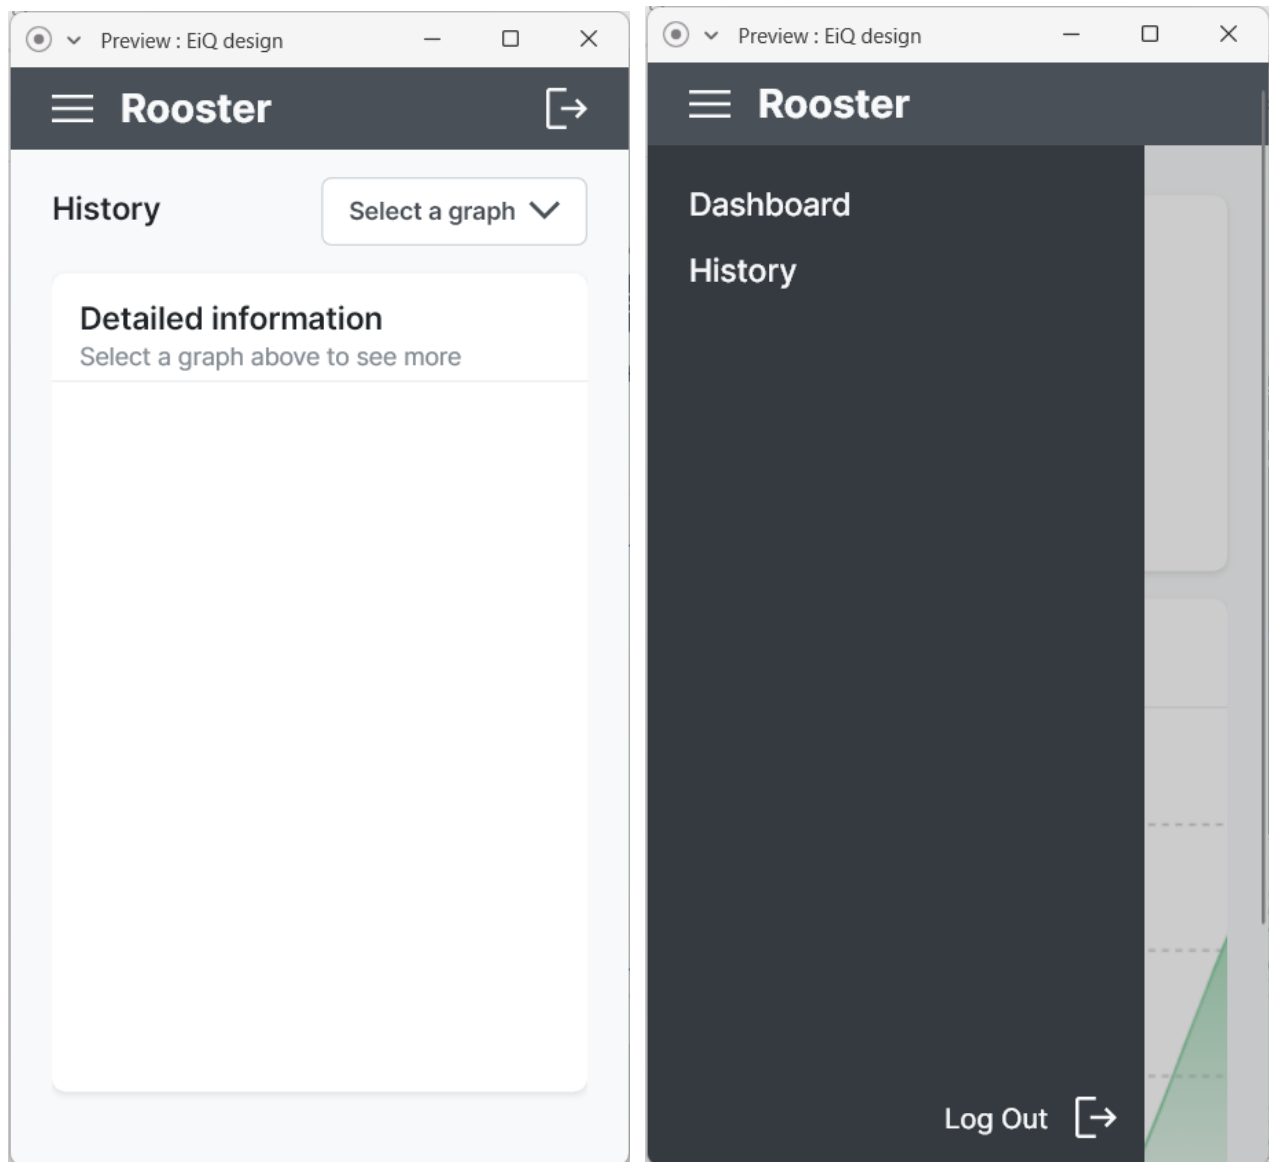 Preview : EiQ design
Rooster
History
Select a graph
Detailed information
Select a graph above to see more
Preview : EiQ design
Rooster
Dashboard
History
Log Out